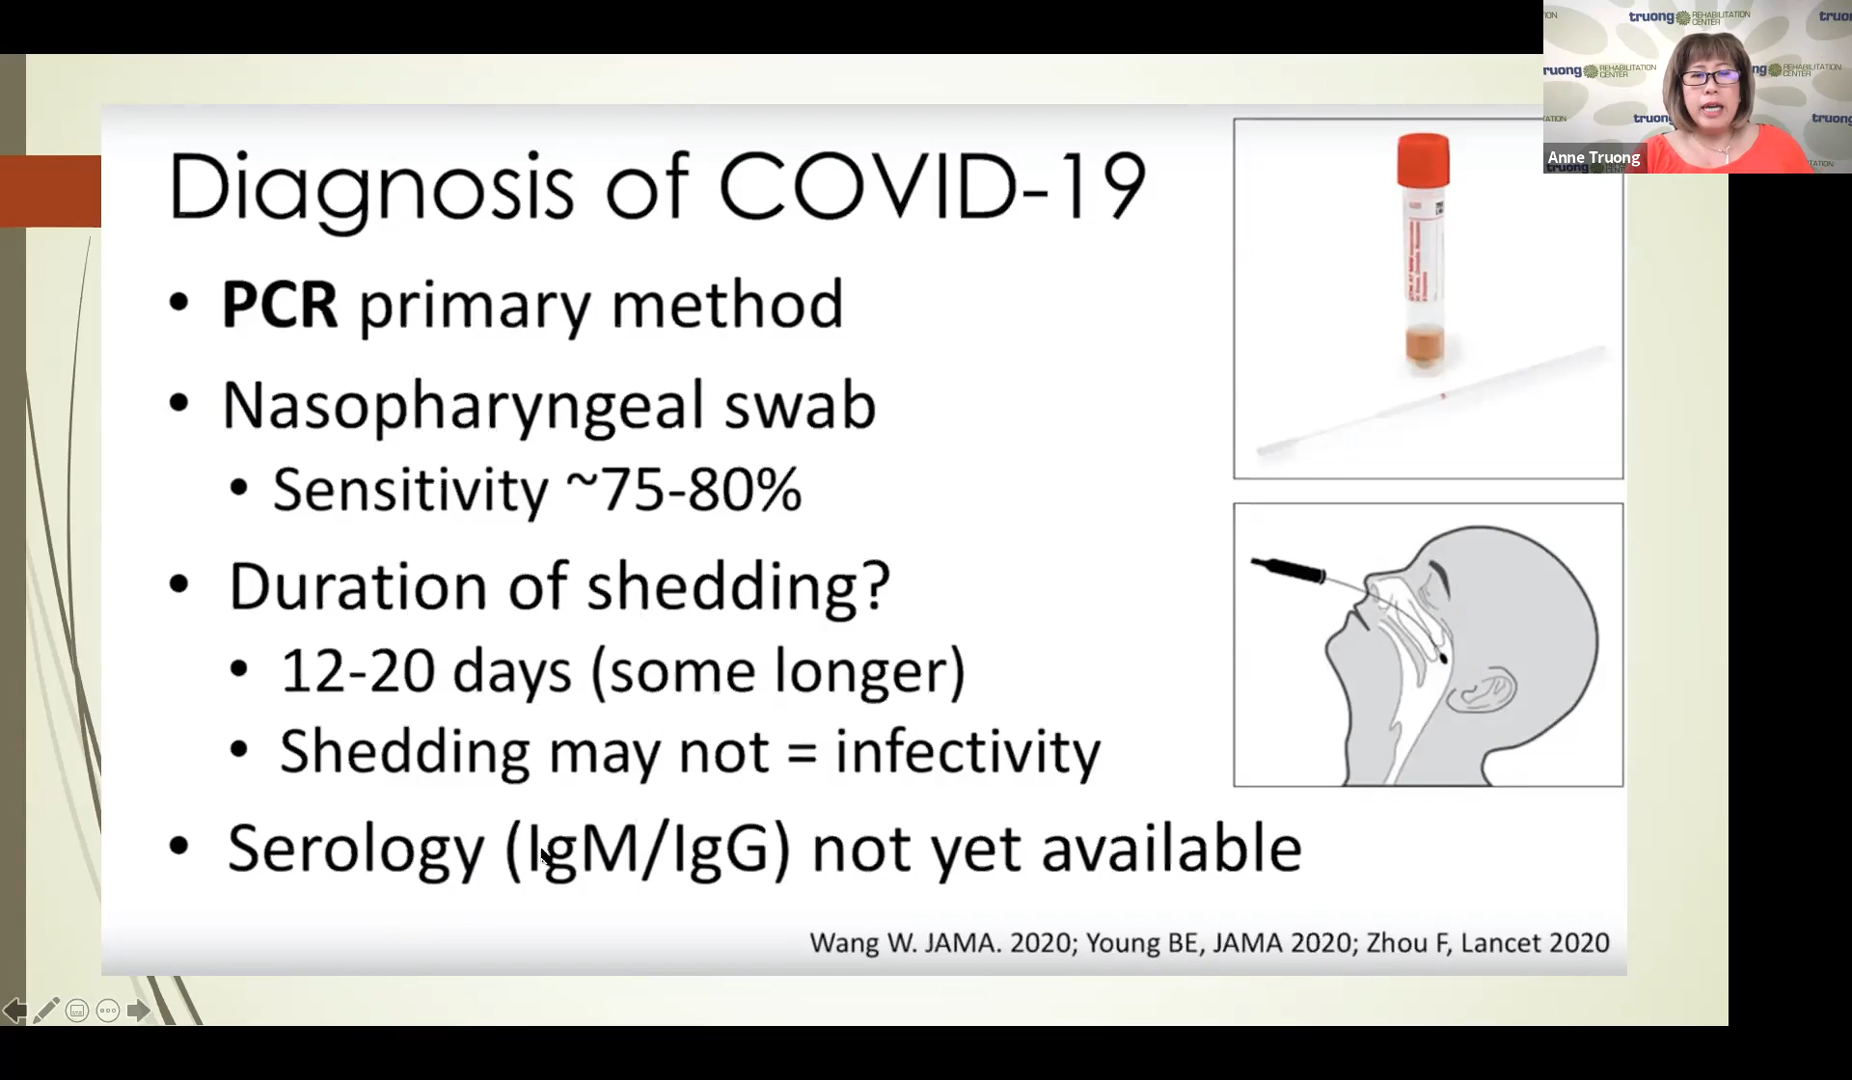 Diagnosis of COVID-19
• PCR primary method
• Nasopharyngeal swab
• Sensitivity ~75-80%
• Duration of shedding?
• 12-20 days (some longer)
• Shedding may not = infectivity
• Serology (IgM/IgG) not yet available
Wang W. JAMA. 2020; Young BE, JAMA 2020; Zhou F, Lancet 2020
truong REHABILITATION CENTER
Anne Truong